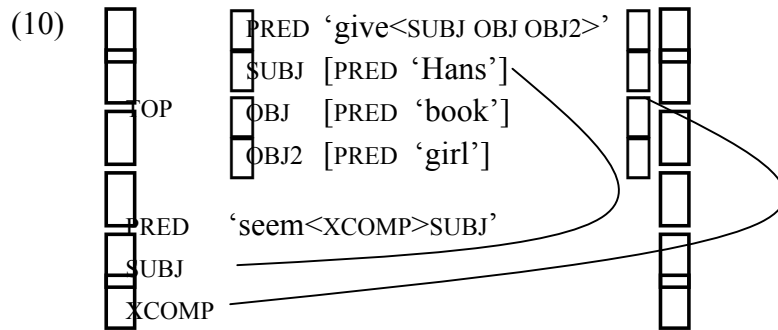 (10)
PRED ‘give<SUBJ OBJ OBJ2>’
SUBJ [PRED ‘Hans’]
TOP OBJ [PRED ‘book’]
OBJ2 [PRED ‘girl’]
PRED ‘seem<XCOMP>SUBJ’
SUBJ
XCOMP